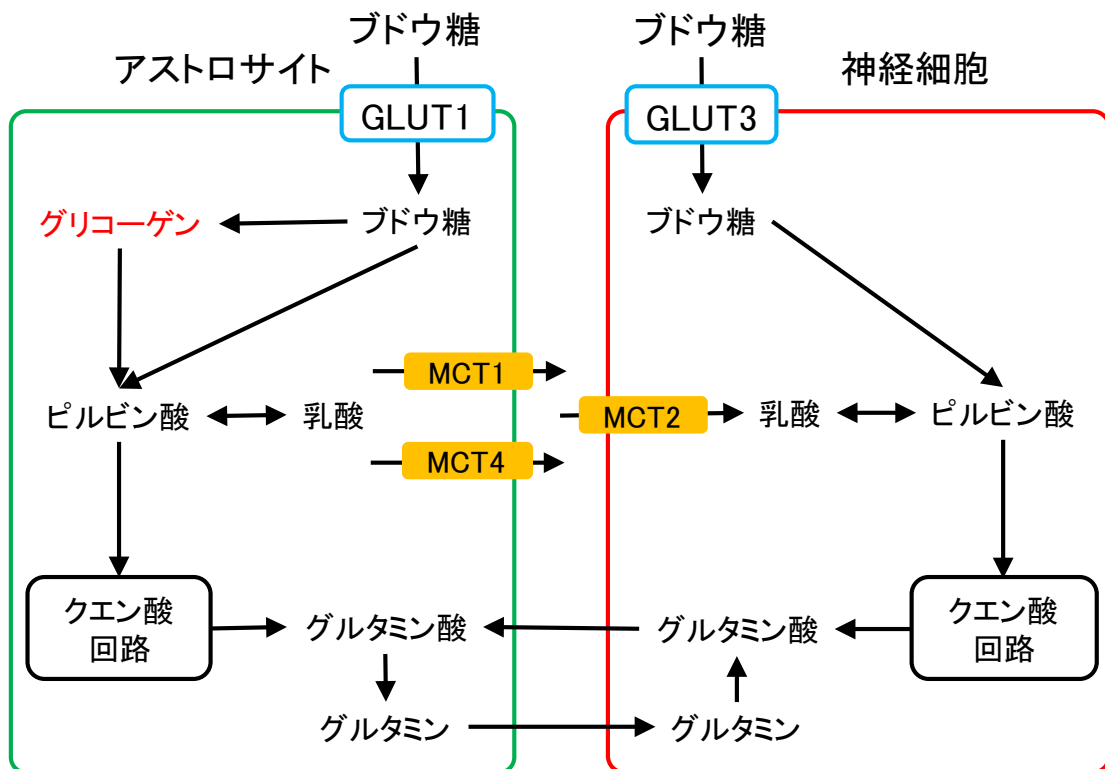 ブドウ糖
ブドウ糖
アストロサイト
神経細胞
GLUT1
GLUT3
グリコーゲン
ブドウ糖
ブドウ糖
MCT1
ピルビン酸
乳酸
MCT2
乳酸
ピルビン酸
MCT4
クエン酸
回路
グルタミン酸
グルタミン酸
クエン酸
回路
グルタミン
グルタミン